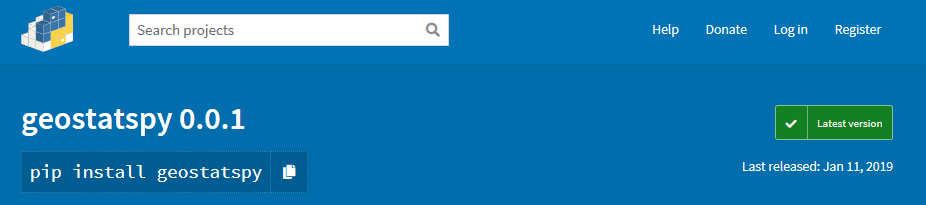 Search projects
Help Donate Log in Register
geostatspy 0.0.1
Latest version
pip install geostatspy
Last released: Jan 11, 2019